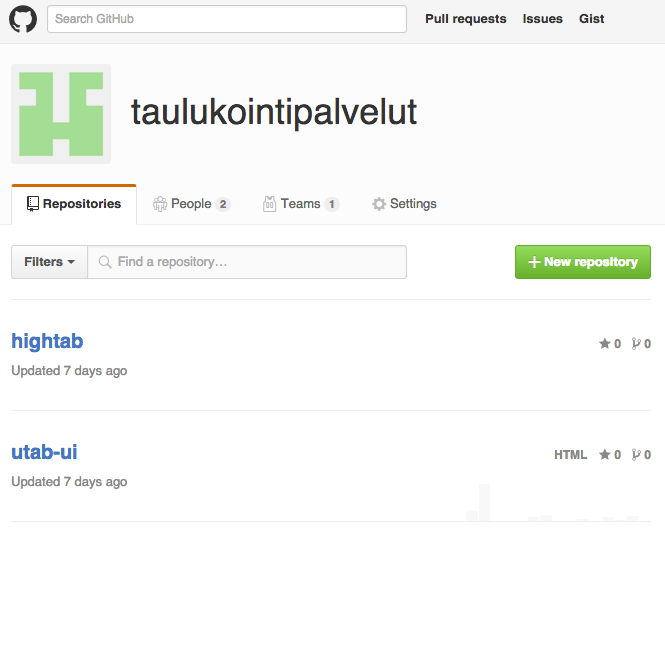 Search GitHub Pull requests Issues Gist
taulukointipalvelut
Repositories People 2 Teams 1 Settings
Filters Find a repository... New repository
hightab 0 0
Updated 7 days ago
utab-ui HTML 0 0
Updated 7 days ago